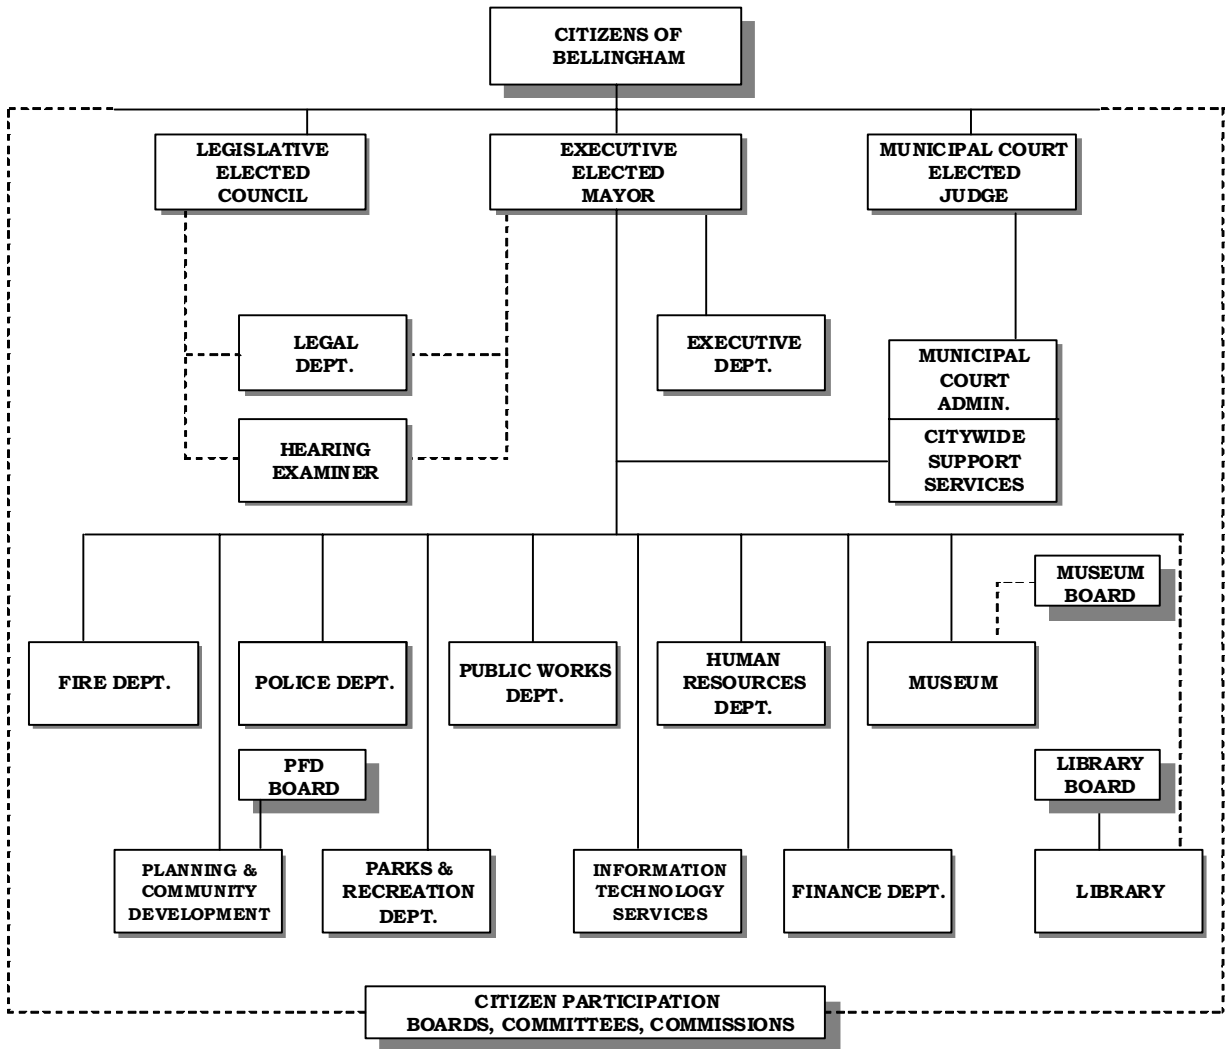 CITIZENS OF
BELLINGHAM
LEGISLATIVE
ELECTED
COUNCIL
EXECUTIVE
ELECTED
MAYOR
MUNICIPAL COURT
ELECTED
JUDGE
LEGAL
DEPT.
EXECUTIVE
DEPT.
MUNICIPAL
COURT
ADMIN.
HEARING
EXAMINER
CITYWIDE
SUPPORT
SERVICES
MUSEUM
BOARD
FIRE DEPT.
POLICE DEPT.
PUBLIC WORKS
DEPT.
HUMAN
RESOURCES
DEPT.
MUSEUM
PFD
BOARD
LIBRARY
BOARD
PLANNING &
COMMUNITY
DEVELOPMENT
PARKS &
RECREATION
DEPT.
INFORMATION
TECHNOLOGY
SERVICES
FINANCE DEPT.
LIBRARY
CITIZEN PARTICIPATION
BOARDS, COMMITTEES, COMMISSIONS